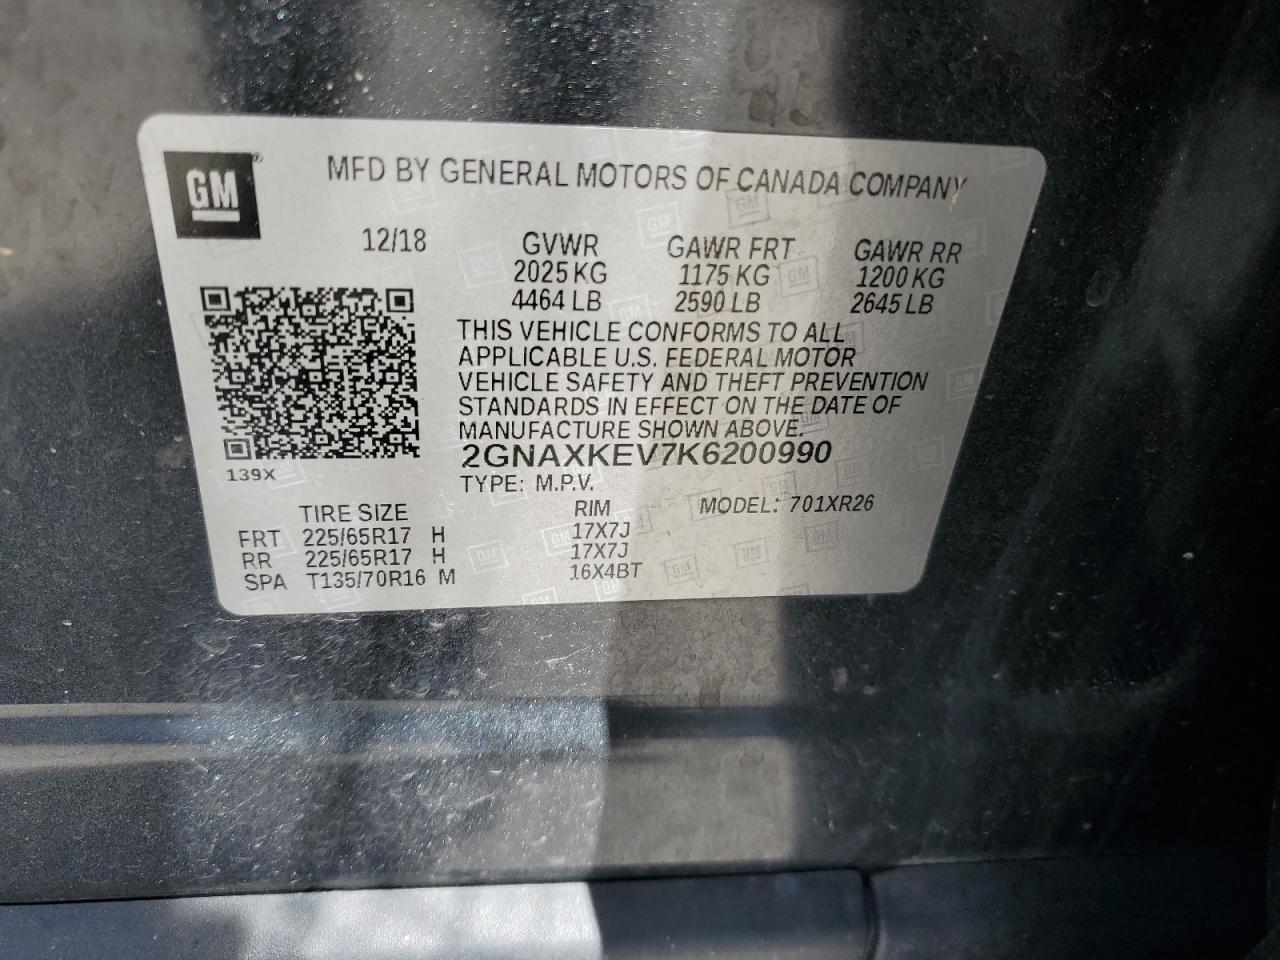 GM®
MFD BY GENERAL MOTORS OF CANADA COMPANY
12/18 GVWR GAWR FRT GAWR RR
2025 KG 1175 KG 1200 KG
4464 LB 2590 LB 2645 LB
THIS VEHICLE CONFORMS TO ALL
APPLICABLE U.S. FEDERAL MOTOR
VEHICLE SAFETY AND THEFT PREVENTION
STANDARDS IN EFFECT ON THE DATE OF
MANUFACTURE SHOWN ABOVE.
2GNAXKEV7K6200990
139X
TYPE: M.P.V.
TIRE SIZE RIM MODEL: 701XR26
FRT 225/65R17 H 17X7J
RR 225/65R17 H 17X7J
SPA T135/70R16 M 16X4BT